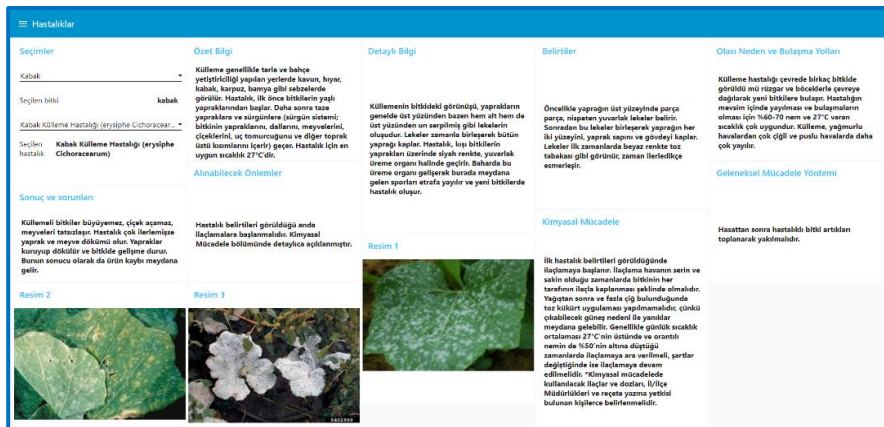 Hastalıklar
Seçimler
Kabak
Seçilen bitki kabak
Kabak Külleme Hastalığı (erysiphe Cichoracear...
Seçilen hastalık Kabak Külleme Hastalığı (erysiphe
Cichoracearum)
Sonuç ve sorunları
Küllemeli bitkiler büyüyemez, çiçek açamaz,
meyveleri tatsızlaşır. Hastalık çok ilerlemişse
yaprak ve meyve dökümü olur. Yapraklar
kuruyup dökülür ve bitkide gelişme durur.
Bunun sonucu olarak da ürün kaybı meydana
gelir.
Resim 2
Özet Bilgi
Külleme genellikle tarla ve bahçe
yetiştiriciliği yapılan yerlerde kavun, hıyar,
kabak, karpuz, bamya gibi sebzelerde
görülür. Hastalık, ilk önce bitkilerin yaşlı
yapraklarından başlar. Daha sonra taze
yapraklara ve sürgünlere (sürgün sistemi;
bitkinin yapraklarını, dallarını, meyvelerini,
çiçeklerini, uç tomurcuğunu ve diğer toprak
üstü kısımlarını içerir) geçer. Hastalık için en
uygun sıcaklık 27°C'dir.
Alınabilecek Önlemler
Hastalık belirtileri görüldüğü anda
ilaçlamalara başlanmalıdır. Kimyasal
Mücadele bölümünde detaylıca açıklanmıştır.
Resim 3
5402969
Detaylı Bilgi
Küllemenin bitkideki görünüşü, yaprakların
genelde üst yüzünden bazen hem alt hem de
üst yüzünden un serpilmiş gibi lekelerin
oluşudur. Lekeler zamanla birleşerek bütün
yaprağı kaplar. Hastalık, kışı bitkilerin
yaprakları üzerinde siyah renkte, yuvarlak
üreme organı halinde geçirir. Baharda bu
üreme organı gelişerek burada meydana
gelen sporları etrafa yayılır ve yeni bitkilerde
hastalık oluşur.
Resim 1
Belirtiler
Öncelikle yaprağın üst yüzeyinde parça
parça, nispeten yuvarlak lekeler belirir.
Sonradan bu lekeler birleşerek yaprağın her
iki yüzeyini, yaprak sapını ve gövdeyi kaplar.
Lekeler ilk zamanlarda beyaz renkte toz
tabakası gibi görünür, zaman ilerledikçe
esmerleşir.
Kimyasal Mücadele
İlk hastalık belirtileri görüldüğünde
ilaçlamaya başlanır. İlaçlama havanın serin ve
sakin olduğu zamanlarda bitkinin her
tarafının ilaçla kaplanması şeklinde olmalıdır.
Yağıştan sonra ve fazla çiğ bulunduğunda
toz kükürt uygulaması yapılmamalıdır, çünkü
çıkabilecek güneş nedeni ile yanıklar
meydana gelebilir. Genellikle günlük sıcaklık
ortalaması 27°C'nin üstünde ve orantılı
nemin de %50'nin altına düştüğü
zamanlarda ilaçlamaya ara verilmeli, şartlar
değiştiğinde ise ilaçlamaya devam
edilmelidir. *Kimyasal mücadelede
kullanılacak ilaçlar ve dozları, İl/İlçe
Müdürlükleri ve reçete yazma yetkisi
bulunan kişilerce belirlenmelidir.
Olası Neden ve Bulaşma Yolları
Külleme hastalığı çevrede birkaç bitkide
görüldü mü rüzgar ve böceklerle çevreye
dağılarak yeni bitkilere bulaşır. Hastalığın
mevsim içinde yayılması ve bulaşmaların
olması için %60-70 nem ve 27°C varan
sıcaklık çok uygundur. Külleme, yağmurlu
havalardan çok çiğli ve puslu havalarda daha
çok yayılır.
Geleneksel Mücadele Yöntemi
Hasattan sonra hastalıklı bitki artıkları
toplanarak yakılmalıdır.